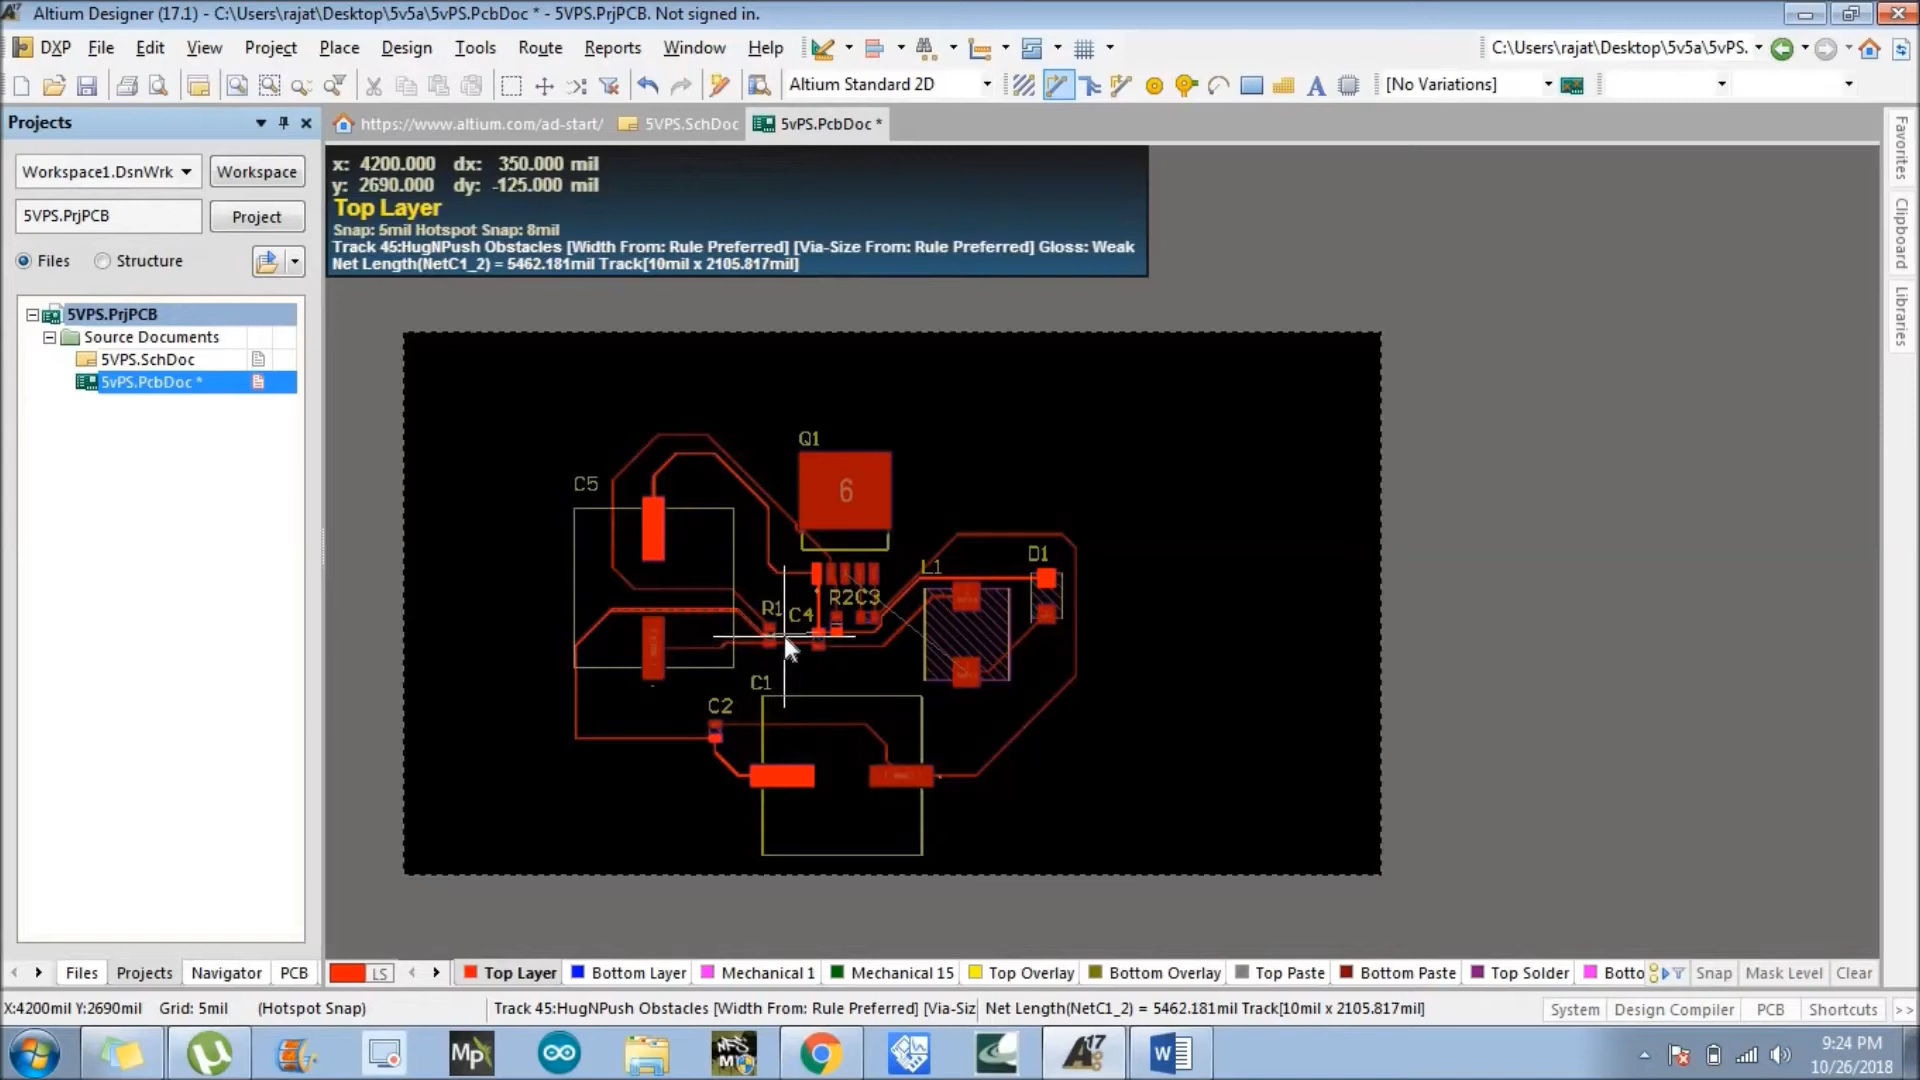 Altium Designer (17.1) - C:\Users\rajat\Desktop\5v5a\5vPS.PcbDoc * - 5VPS.PrjPCB. Not signed in.
DXP File Edit View Project Place Design Tools Route Reports Window Help
C:\Users\rajat\Desktop\5v5a\5vPS.
Altium Standard 2D
[No Variations]
Projects
https://www.altium.com/ad-start/ 5VPS.SchDoc 5vPS.PcbDoc *
Workspace1.DsnWrk Workspace
5VPS.PrjPCB Project
Files Structure
5VPS.PrjPCB
Source Documents
5VPS.SchDoc
5vPS.PcbDoc *
x: 4200.000 dx: 350.000 mil
y: 2690.000 dy: -125.000 mil
Top Layer
Snap: 5mil Hotspot Snap: 8mil
Track 45:HugNPush Obstacles [Width From: Rule Preferred] [Via-Size From: Rule Preferred] Gloss: Weak
Net Length(NetC1_2) = 5462.181mil Track[10mil x 2105.817mil]
Favorites
Clipboard
Libraries
Q1
C5
6
D1
L1
R2
C3
R1
C4
C1
C2
Files Projects Navigator PCB
LS Top Layer Bottom Layer Mechanical 1 Mechanical 15 Top Overlay Bottom Overlay Top Paste Bottom Paste Top Solder Botto Snap Mask Level Clear
X:4200mil Y:2690mil Grid: 5mil (Hotspot Snap) Track 45:HugNPush Obstacles [Width From: Rule Preferred] [Via-Siz Net Length(NetC1_2) = 5462.181mil Track[10mil x 2105.817mil] System Design Compiler PCB Shortcuts >>
Mp
17
W
9:24 PM
10/26/2018